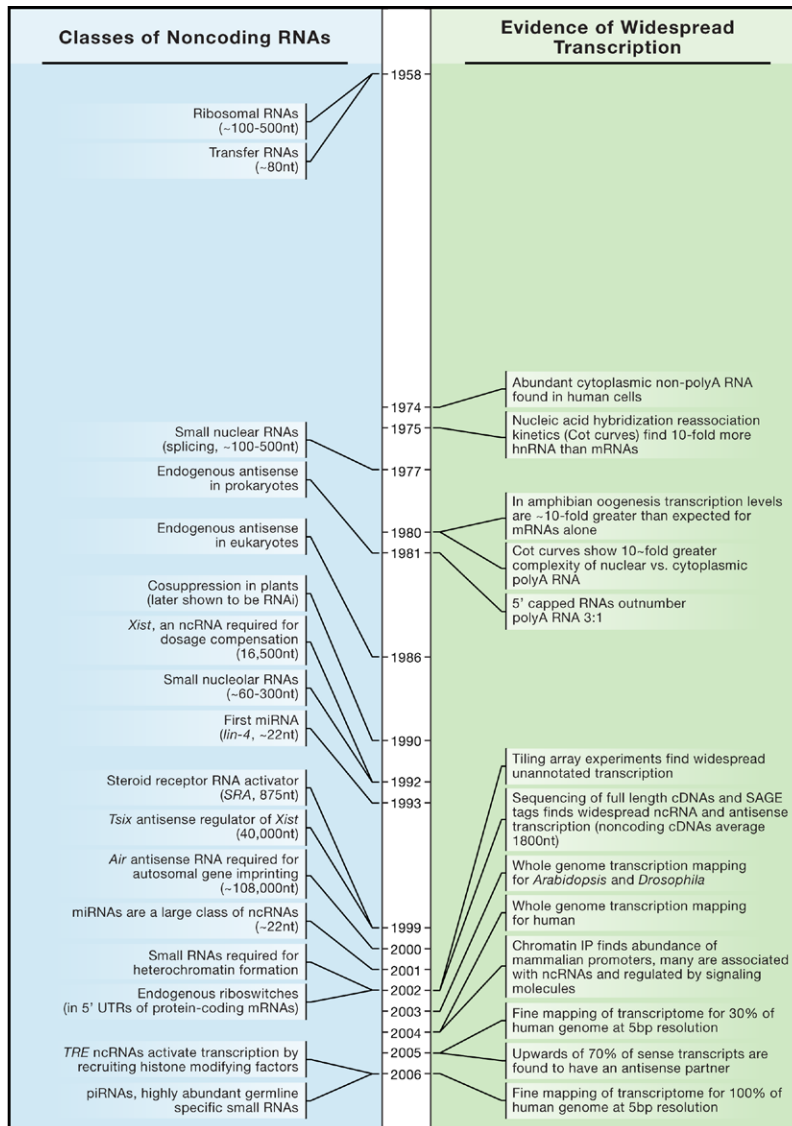 Classes of Noncoding RNAs
Ribosomal RNAs
(~100-500nt)
Transfer RNAs
(~80nt)
Small nuclear RNAs
(splicing, ~100-500nt)
Endogenous antisense
in prokaryotes
Endogenous antisense
in eukaryotes
Cosuppression in plants
(later shown to be RNAi)
Xist, an ncRNA required for
dosage compensation
(16,500nt)
Small nucleolar RNAs
(~60-300nt)
First miRNA
(lin-4, ~22nt)
Steroid receptor RNA activator
(SRA, 875nt)
Tsix antisense regulator of Xist
(40,000nt)
Air antisense RNA required for
autosomal gene imprinting
(~108,000nt)
miRNAs are a large class of ncRNAs
(~22nt)
Small RNAs required for
heterochromatin formation
Endogenous riboswitches
(in 5' UTRs of protein-coding mRNAs)
TRE ncRNAs activate transcription by
recruiting histone modifying factors
piRNAs, highly abundant germline
specific small RNAs
1958
1974
1975
1977
1980
1981
1986
1990
1992
1993
1999
2000
2001
2002
2003
2004
2005
2006
Evidence of Widespread
Transcription
Abundant cytoplasmic non-polyA RNA
found in human cells
Nucleic acid hybridization reassociation
kinetics (Cot curves) find 10-fold more
hnRNA than mRNAs
In amphibian oogenesis transcription levels
are ~10-fold greater than expected for
mRNAs alone
Cot curves show 10~fold greater
complexity of nuclear vs. cytoplasmic
polyA RNA
5' capped RNAs outnumber
polyA RNA 3:1
Tiling array experiments find widespread
unannotated transcription
Sequencing of full length cDNAs and SAGE
tags finds widespread ncRNA and antisense
transcription (noncoding cDNAs average
1800nt)
Whole genome transcription mapping
for Arabidopsis and Drosophila
Whole genome transcription mapping
for human
Chromatin IP finds abundance of
mammalian promoters, many are associated
with ncRNAs and regulated by signaling
molecules
Fine mapping of transcriptome for 30% of
human genome at 5bp resolution
Upwards of 70% of sense transcripts are
found to have an antisense partner
Fine mapping of transcriptome for 100% of
human genome at 5bp resolution